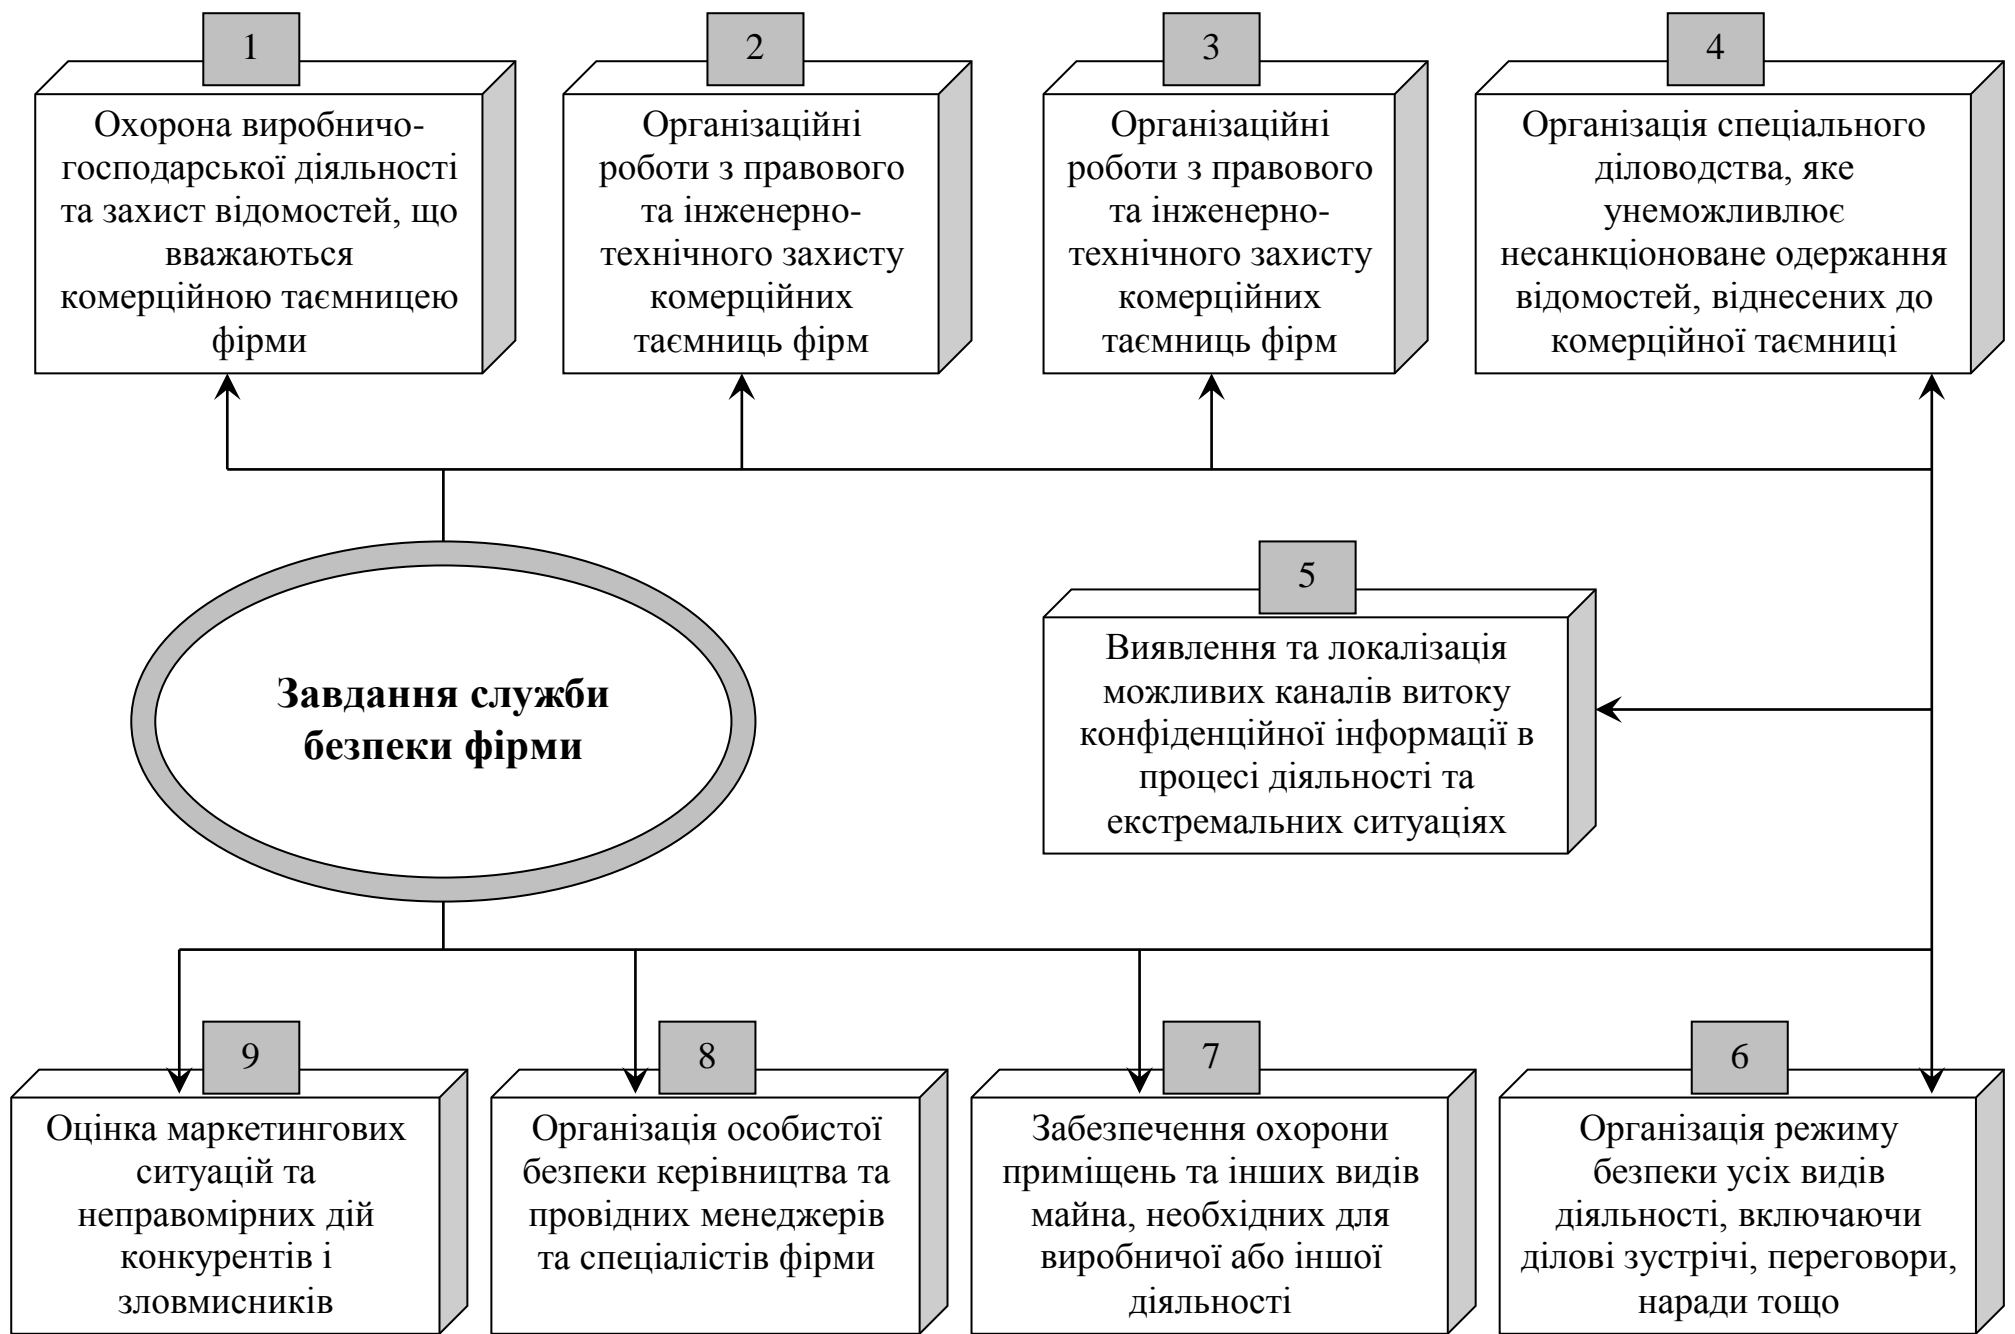 1
Охорона виробничо-
господарської діяльності
та захист відомостей, що
вважаються
комерційною таємницею
фірми
2
Організаційні
роботи з правового
та інженерно-
технічного захисту
комерційних
таємниць фірм
3
Організаційні
роботи з правового
та інженерно-
технічного захисту
комерційних
таємниць фірм
4
Організація спеціального
діловодства, яке
унеможливлює
несанкціоноване одержання
відомостей, віднесених до
комерційної таємниці
Завдання служби
безпеки фірми
5
Виявлення та локалізація
можливих каналів витоку
конфіденційної інформації в
процесі діяльності та
екстремальних ситуаціях
9
Оцінка маркетингових
ситуацій та
неправомірних дій
конкурентів і
зловмисників
8
Організація особистої
безпеки керівництва та
провідних менеджерів
та спеціалістів фірми
7
Забезпечення охорони
приміщень та інших видів
майна, необхідних для
виробничої або іншої
діяльності
6
Організація режиму
безпеки усіх видів
діяльності, включаючи
ділові зустрічі, переговори,
наради тощо